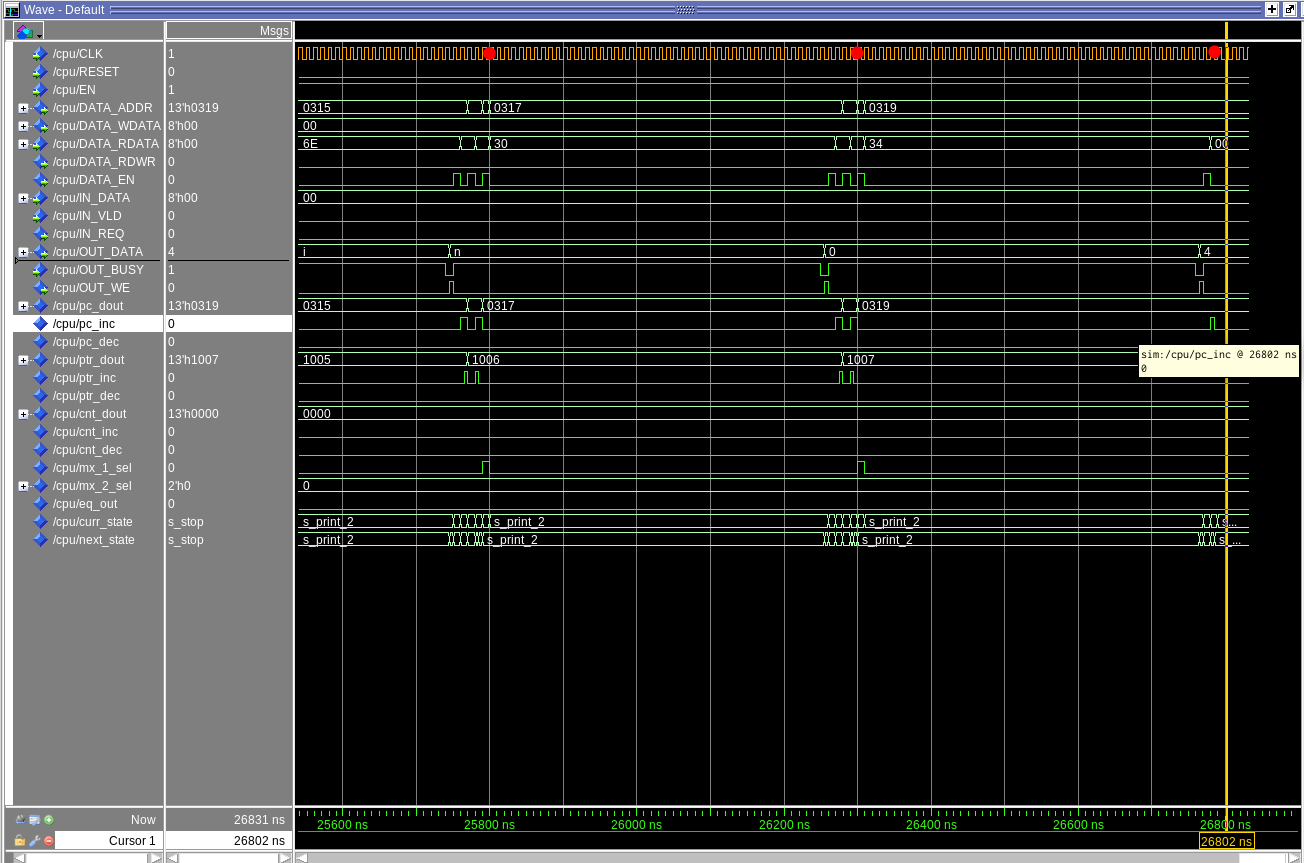 Wave - Default
Msgs
/cpu/CLK 1
/cpu/RESET 0
/cpu/EN 1
/cpu/DATA_ADDR 13'h0319 0315 0317 0319
/cpu/DATA_WDATA 8'h00 00
/cpu/DATA_RDATA 8'h00 6E 30 34 00
/cpu/DATA_RDWR 0
/cpu/DATA_EN 0
/cpu/IN_DATA 8'h00 00
/cpu/IN_VLD 0
/cpu/IN_REQ 0
/cpu/OUT_DATA 4 i n 0 4
/cpu/OUT_BUSY 1
/cpu/OUT_WE 0
/cpu/pc_dout 13'h0319 0315 0317 0319
/cpu/pc_inc 0
/cpu/pc_dec 0
sim:/cpu/pc_inc @ 26802 ns
0
/cpu/ptr_dout 13'h1007 1005 1006 1007
/cpu/ptr_inc 0
/cpu/ptr_dec 0
/cpu/cnt_dout 13'h0000 0000
/cpu/cnt_inc 0
/cpu/cnt_dec 0
/cpu/mx_1_sel 0
/cpu/mx_2_sel 2'h0 0
/cpu/eq_out 0
/cpu/curr_state s_stop s_print_2 s_print_2 s_print_2 s...
/cpu/next_state s_stop s_print_2 s_print_2 s_print_2 s_...
Now 26831 ns
25600 ns 25800 ns 26000 ns 26200 ns 26400 ns 26600 ns 26800 ns
Cursor 1 26802 ns
26802 ns